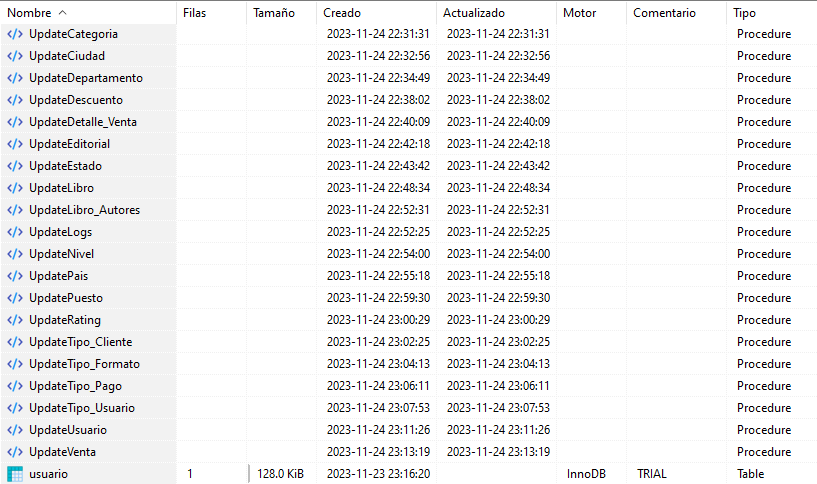 Nombre Filas Tamaño Creado Actualizado Motor Comentario Tipo
UpdateCategoria 2023-11-24 22:31:31 2023-11-24 22:31:31 Procedure
UpdateCiudad 2023-11-24 22:32:56 2023-11-24 22:32:56 Procedure
UpdateDepartamento 2023-11-24 22:34:49 2023-11-24 22:34:49 Procedure
UpdateDescuento 2023-11-24 22:38:02 2023-11-24 22:38:02 Procedure
UpdateDetalle_Venta 2023-11-24 22:40:09 2023-11-24 22:40:09 Procedure
UpdateEditorial 2023-11-24 22:42:18 2023-11-24 22:42:18 Procedure
UpdateEstado 2023-11-24 22:43:42 2023-11-24 22:43:42 Procedure
UpdateLibro 2023-11-24 22:48:34 2023-11-24 22:48:34 Procedure
UpdateLibro_Autores 2023-11-24 22:52:31 2023-11-24 22:52:31 Procedure
UpdateLogs 2023-11-24 22:52:25 2023-11-24 22:52:25 Procedure
UpdateNivel 2023-11-24 22:54:00 2023-11-24 22:54:00 Procedure
UpdatePais 2023-11-24 22:55:18 2023-11-24 22:55:18 Procedure
UpdatePuesto 2023-11-24 22:59:30 2023-11-24 22:59:30 Procedure
UpdateRating 2023-11-24 23:00:29 2023-11-24 23:00:29 Procedure
UpdateTipo_Cliente 2023-11-24 23:02:25 2023-11-24 23:02:25 Procedure
UpdateTipo_Formato 2023-11-24 23:04:13 2023-11-24 23:04:13 Procedure
UpdateTipo_Pago 2023-11-24 23:06:11 2023-11-24 23:06:11 Procedure
UpdateTipo_Usuario 2023-11-24 23:07:53 2023-11-24 23:07:53 Procedure
UpdateUsuario 2023-11-24 23:11:26 2023-11-24 23:11:26 Procedure
UpdateVenta 2023-11-24 23:13:19 2023-11-24 23:13:19 Procedure
usuario 1 128.0 KiB 2023-11-23 23:16:20 InnoDB TRIAL Table